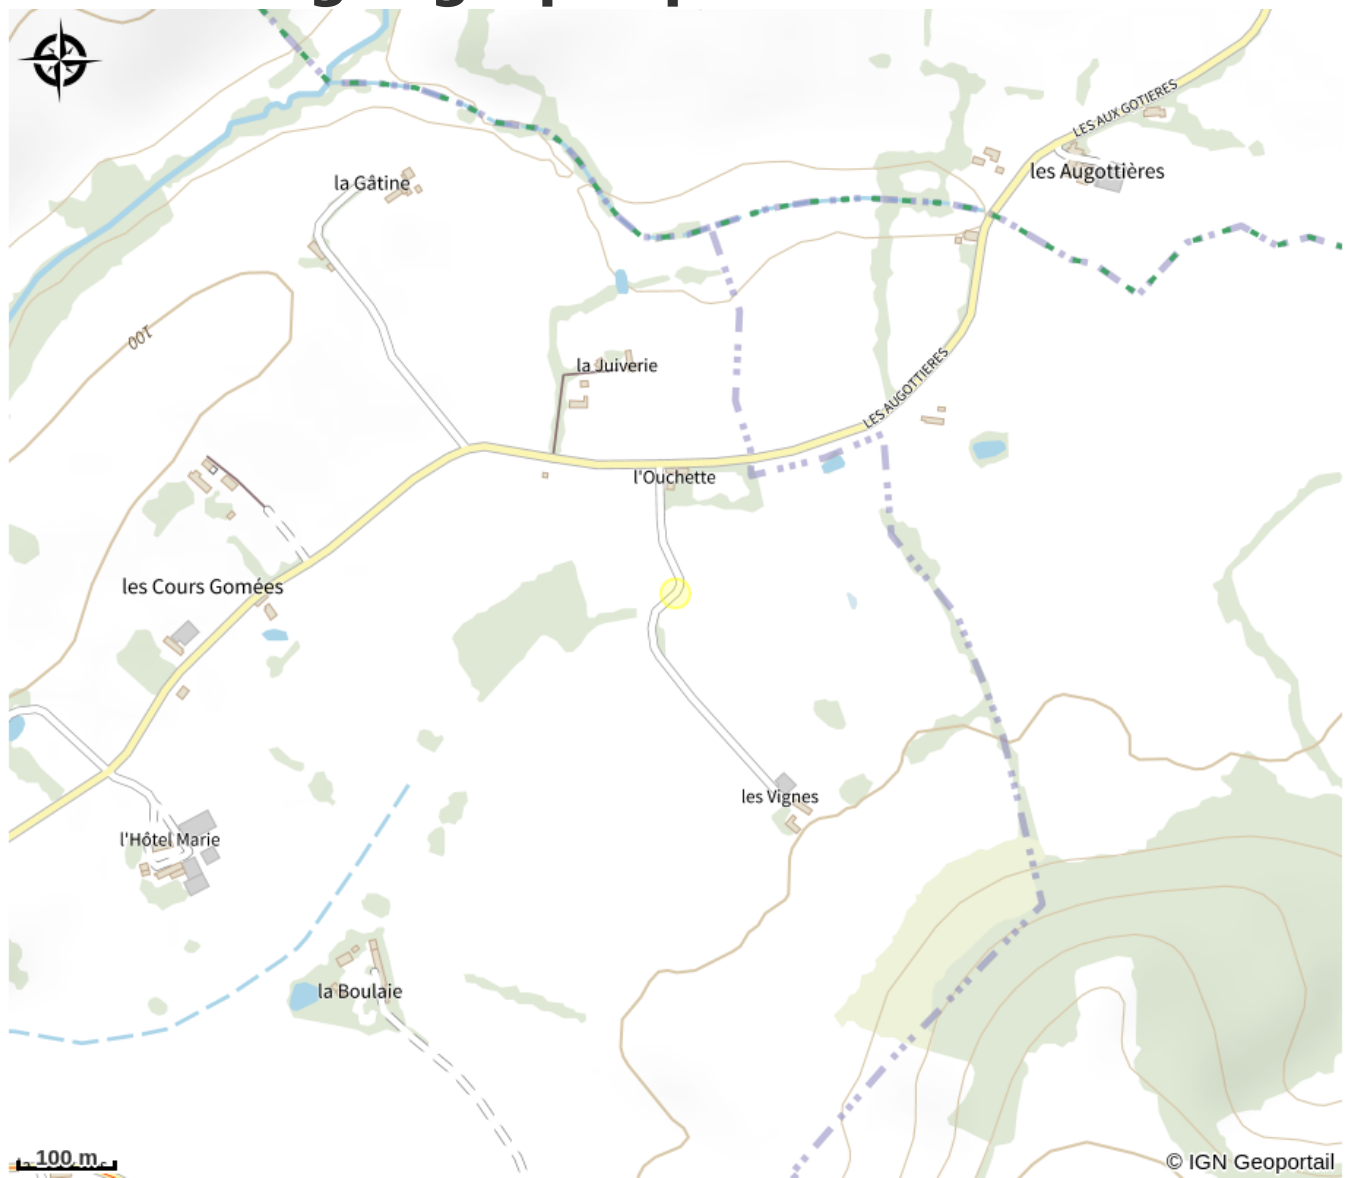 LES AUX GOTIERES
les Augottières
la Gâtine
100
la Juiverie
LES AUGOTTIERES
l'Ouchette
les Cours Gomées
les Vignes
l'Hôtel Marie
la Boulaie
100 m
© IGN Geoportail